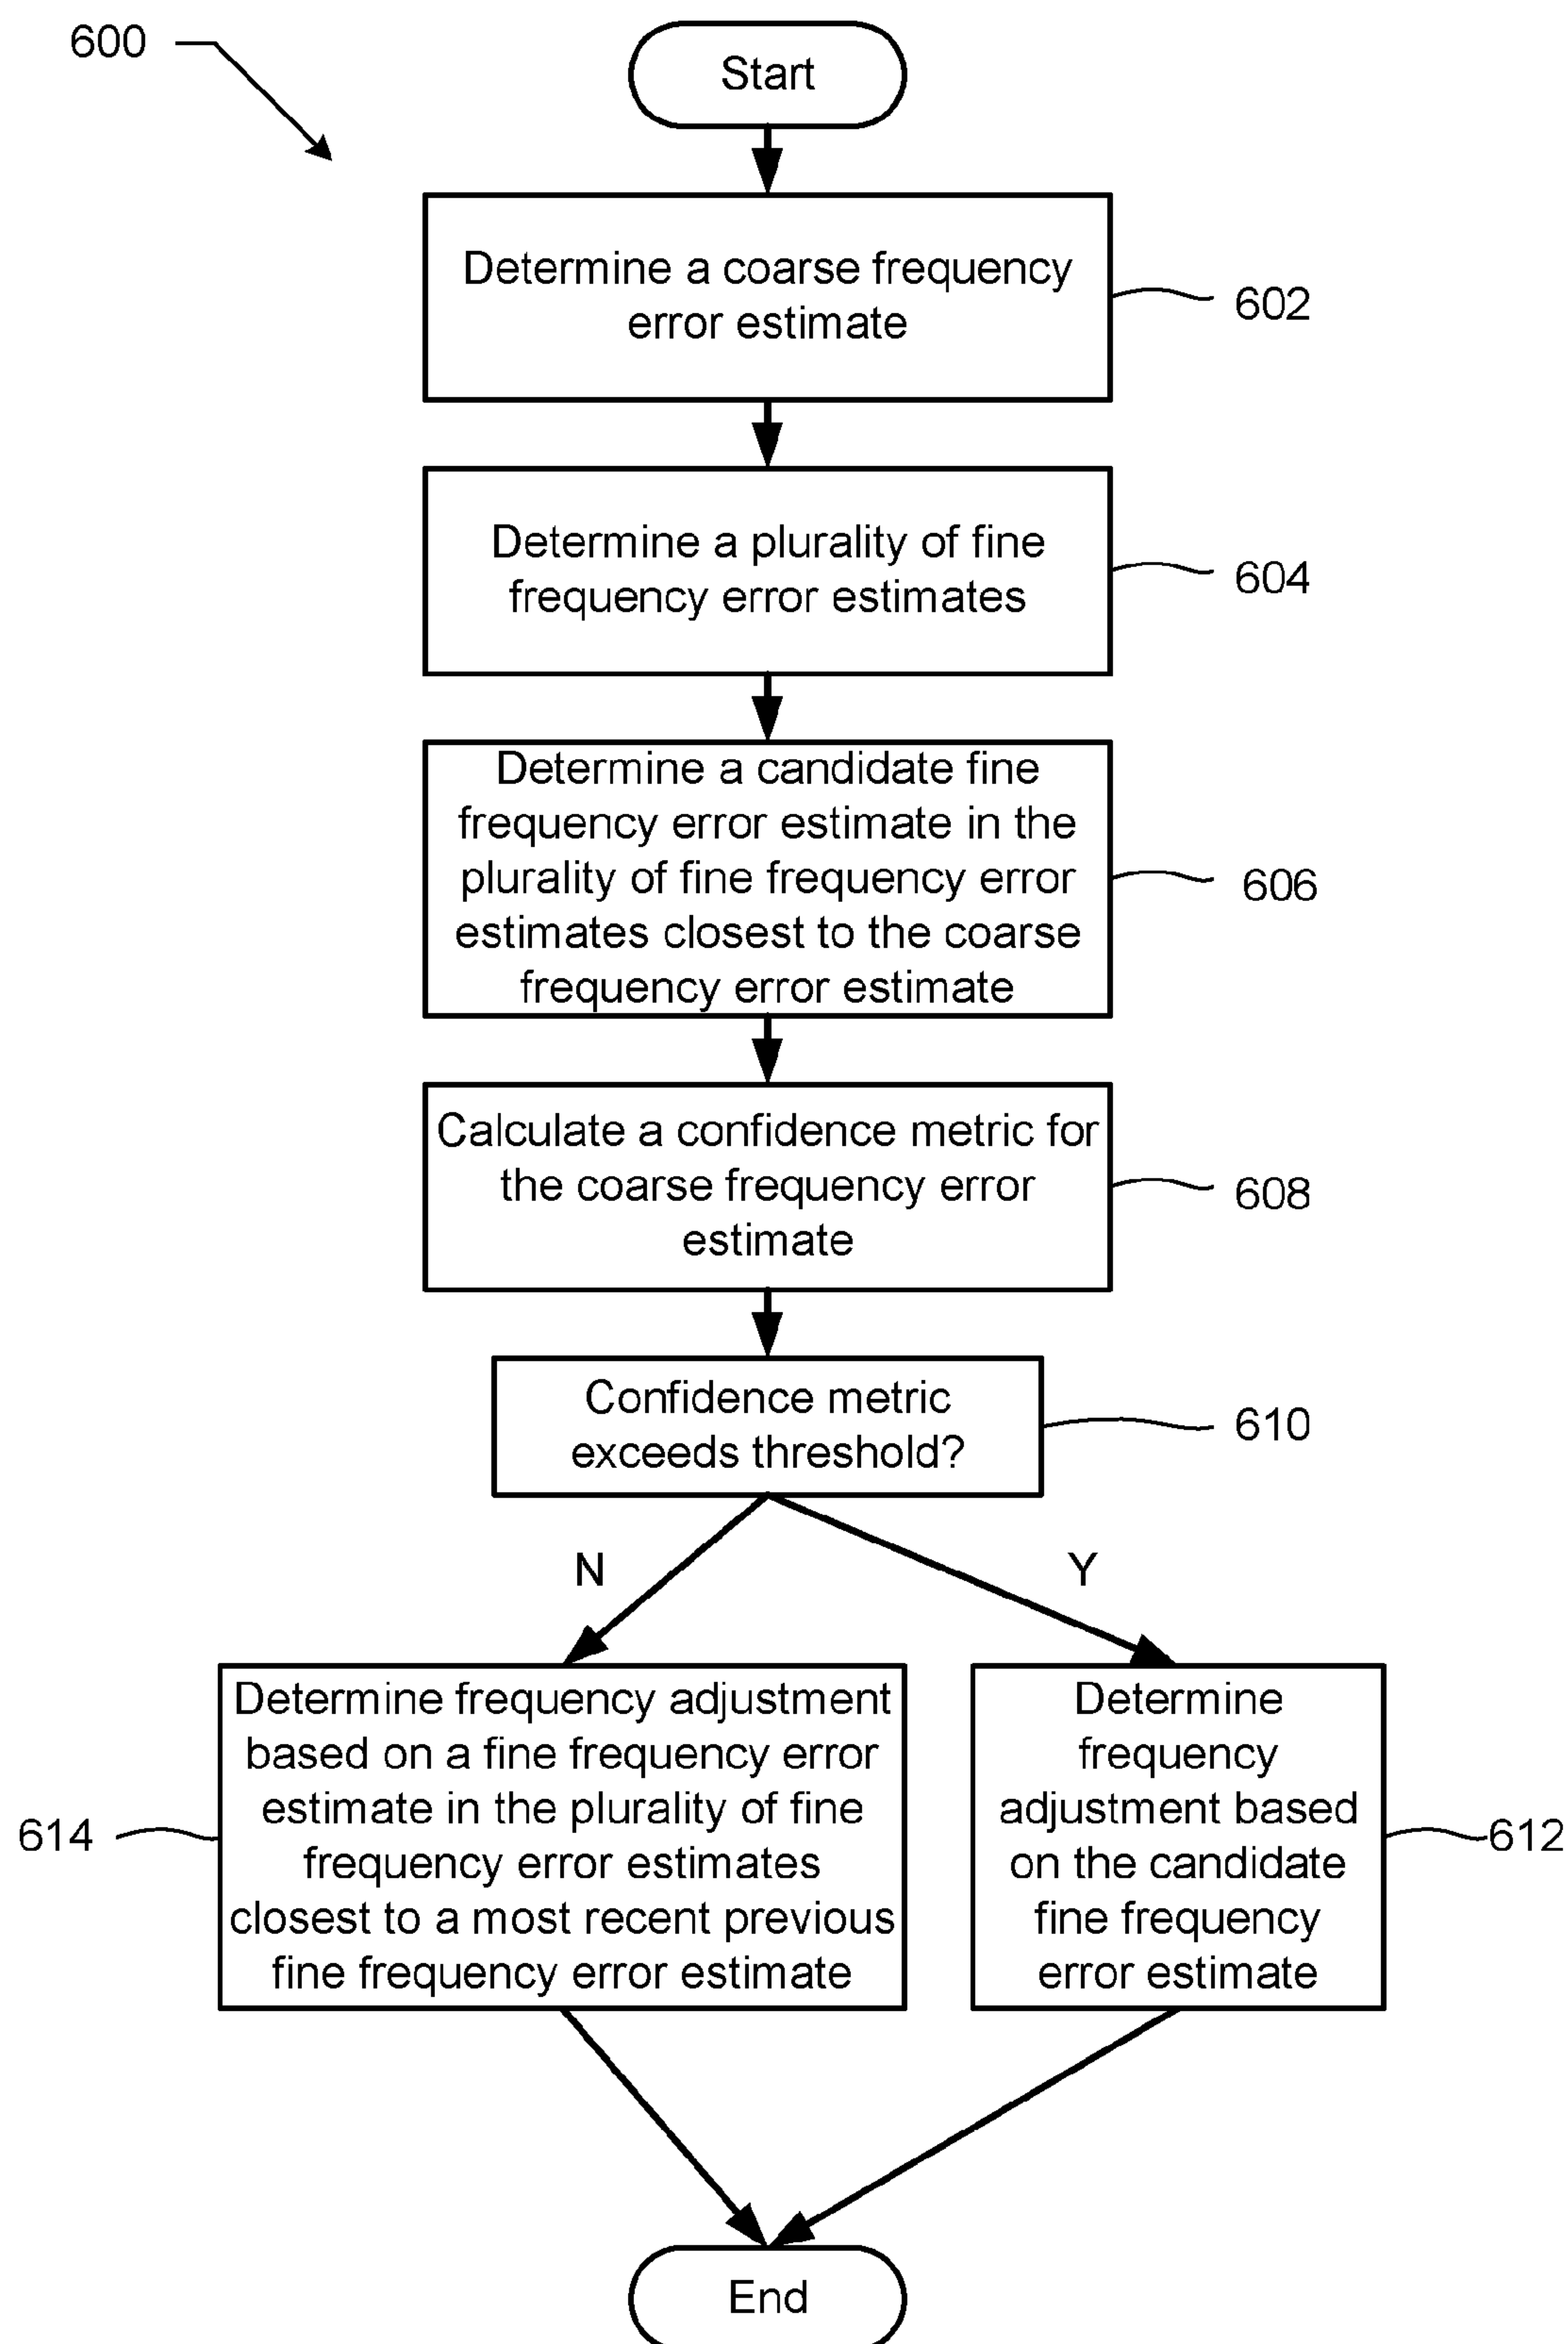 600
Start
Determine a coarse frequency
error estimate
602
Determine a plurality of fine
frequency error estimates
604
Determine a candidate fine
frequency error estimate in the
plurality of fine frequency error
estimates closest to the coarse
frequency error estimate
606
Calculate a confidence metric for
the coarse frequency error
estimate
608
Confidence metric
exceeds threshold?
610
N
Y
Determine frequency adjustment
based on a fine frequency error
estimate in the plurality of fine
frequency error estimates
closest to a most recent previous
fine frequency error estimate
614
Determine
frequency
adjustment based
on the candidate
fine frequency
error estimate
612
End